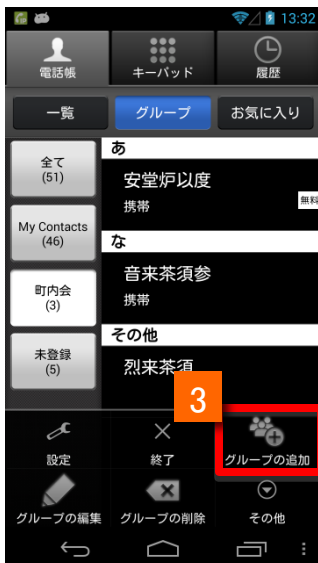 13:32
電話帳
キーパッド
履歴
一覧
グループ
お気に入り
全て
(51)
My Contacts
(46)
町内会
(3)
未登録
(5)
あ
安堂炉以度
携帯
無料
な
音来茶須参
携帯
その他
烈来茶須
3
設定
終了
グループの追加
グループの編集
グループの削除
その他